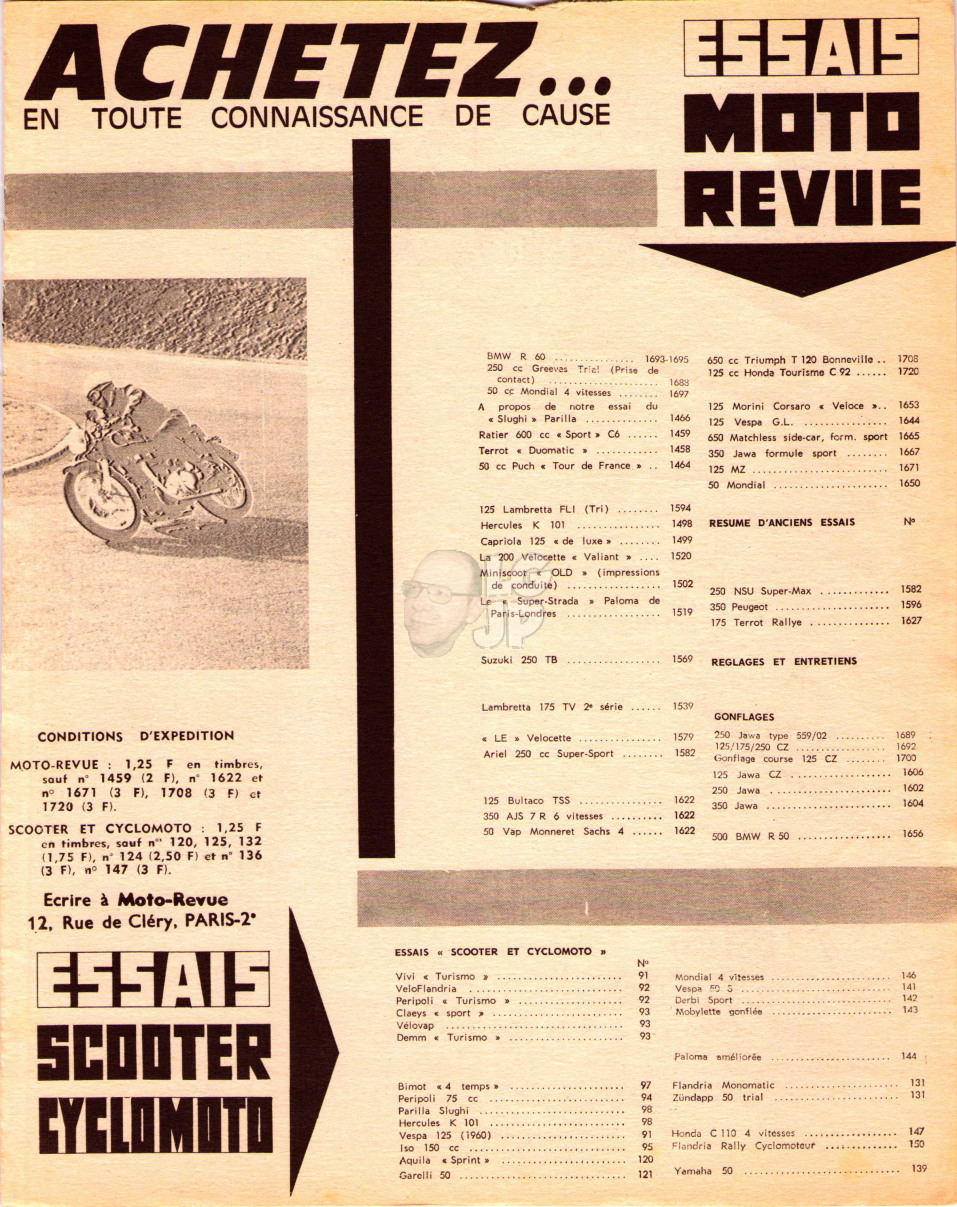 ACHETEZ...
EN TOUTE CONNAISSANCE DE CAUSE
ESSAIS
MOTO
REVUE
BMW R 60 ................ 1693-1695
250 cc Greeves Trial (Prise de
contact) ...................... 1688
50 cc Mondial 4 vitesses ........ 1697
A propos de notre essai du
« Slughi » Parilla .............. 1466
Ratier 600 cc « Sport » C6 ...... 1459
Terrot « Duomatic » ............. 1458
50 cc Puch « Tour de France » .. 1464
125 Lambretta FLI (Tri) ........ 1594
Hercules K 101 ................ 1498
Capriola 125 « de luxe » ........ 1499
La 200 Velocette « Valiant » .... 1520
Miniscoot « OLD » (impressions
de conduite) .................. 1502
Le « Super-Strada » Paloma de
Paris-Londres ................ 1519
Suzuki 250 TB .................. 1569
Lambretta 175 TV 2e série ...... 1539
« LE » Velocette ................ 1579
Ariel 250 cc Super-Sport ........ 1582
125 Bultaco TSS ................ 1622
350 AJS 7 R 6 vitesses .......... 1622
50 Vap Monneret Sachs 4 ...... 1622
650 cc Triumph T 120 Bonneville .. 1708
125 cc Honda Tourisme C 92 ...... 1720
125 Morini Corsaro « Veloce ».. 1653
125 Vespa G.L. ................ 1644
650 Matchless side-car, form. sport 1665
350 Jawa formule sport ........ 1667
125 MZ .......................... 1671
50 Mondial ...................... 1650
RESUME D'ANCIENS ESSAIS No
250 NSU Super-Max ............. 1582
350 Peugeot ..................... 1596
175 Terrot Rallye ............... 1627
REGLAGES ET ENTRETIENS
GONFLAGES
250 Jawa type 559/02 .......... 1689
125/175/250 CZ ................ 1692
Gonflage course 125 CZ ........ 1700
125 Jawa CZ .................... 1606
250 Jawa ........................ 1602
350 Jawa ........................ 1604
500 BMW R 50 .................. 1656
LC
JP
CONDITIONS D'EXPEDITION
MOTO-REVUE : 1,25 F en timbres,
sauf n° 1459 (2 F), n° 1622 et
n° 1671 (3 F), 1708 (3 F) et
1720 (3 F).
SCOOTER ET CYCLOMOTO : 1,25 F
en timbres, sauf nos 120, 125, 132
(1,75 F), n° 124 (2,50 F) et n° 136
(3 F), n° 147 (3 F).
Ecrire à Moto-Revue
12, Rue de Cléry, PARIS-2e
ESSAIS
SCOOTER
CYCLOMOTO
ESSAIS « SCOOTER ET CYCLOMOTO »
No
Vivi « Turismo » ........................ 91
VeloFlandria ............................ 92
Peripoli « Turismo » .................... 92
Claeys « sport » ........................ 93
Vélovap ................................. 93
Demm « Turismo » ........................ 93
Bimot « 4 temps » ....................... 97
Peripoli 75 cc .......................... 94
Parilla Slughi .......................... 98
Hercules K 101 .......................... 98
Vespa 125 (1960) ........................ 91
Iso 150 cc .............................. 95
Aquila « Sprint » ....................... 120
Garelli 50 .............................. 121
Mondial 4 vitesses ...................... 146
Vespa 50 S .............................. 141
Derbi Sport ............................. 142
Mobylette gonflée ....................... 143
Paloma améliorée ........................ 144
Flandria Monomatic ...................... 131
Zündapp 50 trial ........................ 131
Honda C 110 4 vitesses .................. 147
Flandria Rally Cyclomoteur .............. 150
Yamaha 50 ............................... 139